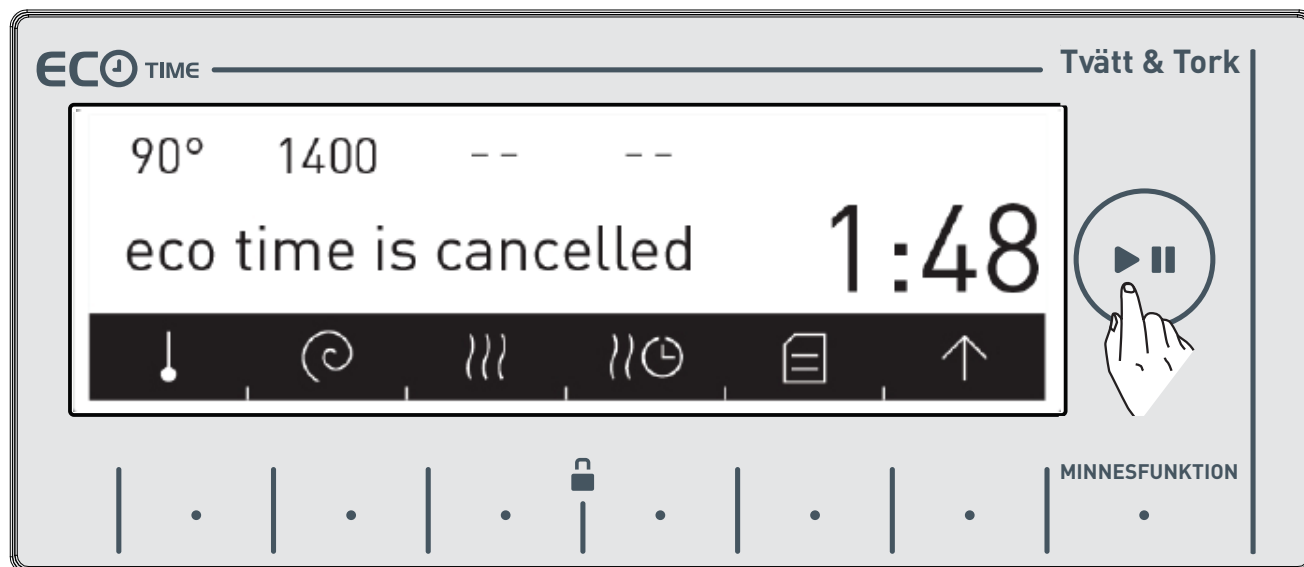 ECO TIME
Tvätt & Tork
90° 1400 -- --
eco time is cancelled 1:48
MINNESFUNKTION